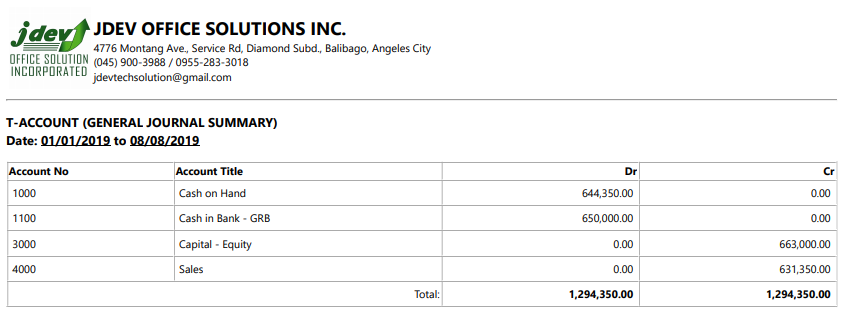 jdev
OFFICE SOLUTION
INCORPORATED
JDEV OFFICE SOLUTIONS INC.
4776 Montang Ave., Service Rd, Diamond Subd., Balibago, Angeles City
(045) 900-3988 / 0955-283-3018
jdevtechsolution@gmail.com
T-ACCOUNT (GENERAL JOURNAL SUMMARY)
Date: 01/01/2019 to 08/08/2019
Account No Account Title Dr Cr
1000 Cash on Hand 644,350.00 0.00
1100 Cash in Bank - GRB 650,000.00 0.00
3000 Capital - Equity 0.00 663,000.00
4000 Sales 0.00 631,350.00
Total: 1,294,350.00 1,294,350.00